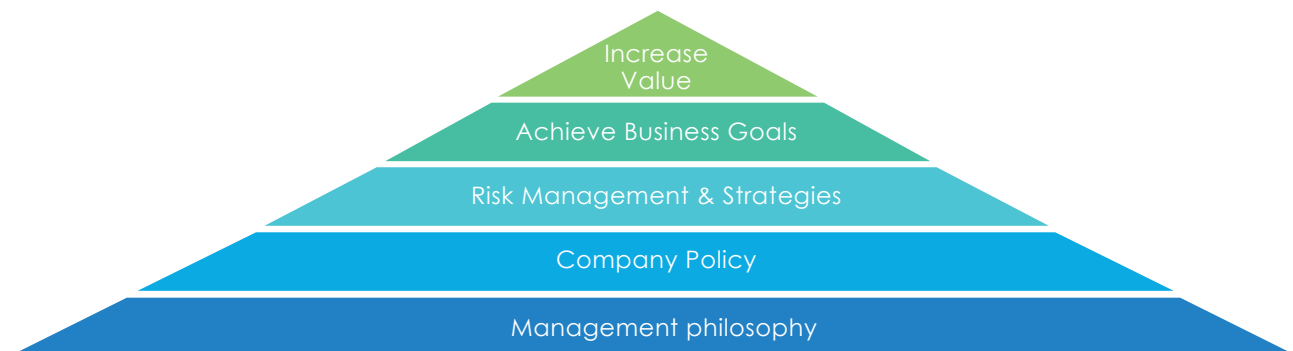 Increase
Value
Achieve Business Goals
Risk Management & Strategies
Company Policy
Management philosophy